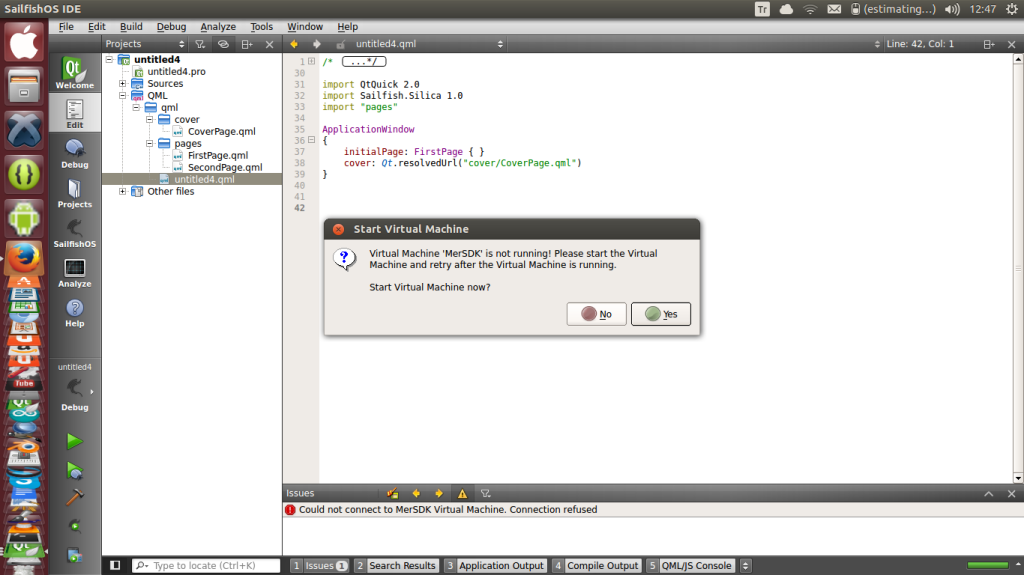 SailfishOS IDE
Tr (estimating...) 12:47
File Edit Build Debug Analyze Tools Window Help
Projects
untitled4.qml
Line: 42, Col: 1
Welcome
Edit
Debug
Projects
SailfishOS
Analyze
Help
untitled4
Debug
untitled4
untitled4.pro
Sources
QML
qml
cover
CoverPage.qml
pages
FirstPage.qml
SecondPage.qml
untitled4.qml
Other files
1 /* ...*/
30
31 import QtQuick 2.0
32 import Sailfish.Silica 1.0
33 import "pages"
34
35 ApplicationWindow
36 {
37 initialPage: FirstPage { }
38 cover: Qt.resolvedUrl("cover/CoverPage.qml")
39 }
40
41
42
Start Virtual Machine
Virtual Machine 'MerSDK' is not running! Please start the Virtual
Machine and retry after the Virtual Machine is running.
Start Virtual Machine now?
No Yes
Issues
Could not connect to MerSDK Virtual Machine. Connection refused
Type to locate (Ctrl+K) 1 Issues 1 2 Search Results 3 Application Output 4 Compile Output 5 QML/JS Console
Qt
Tube